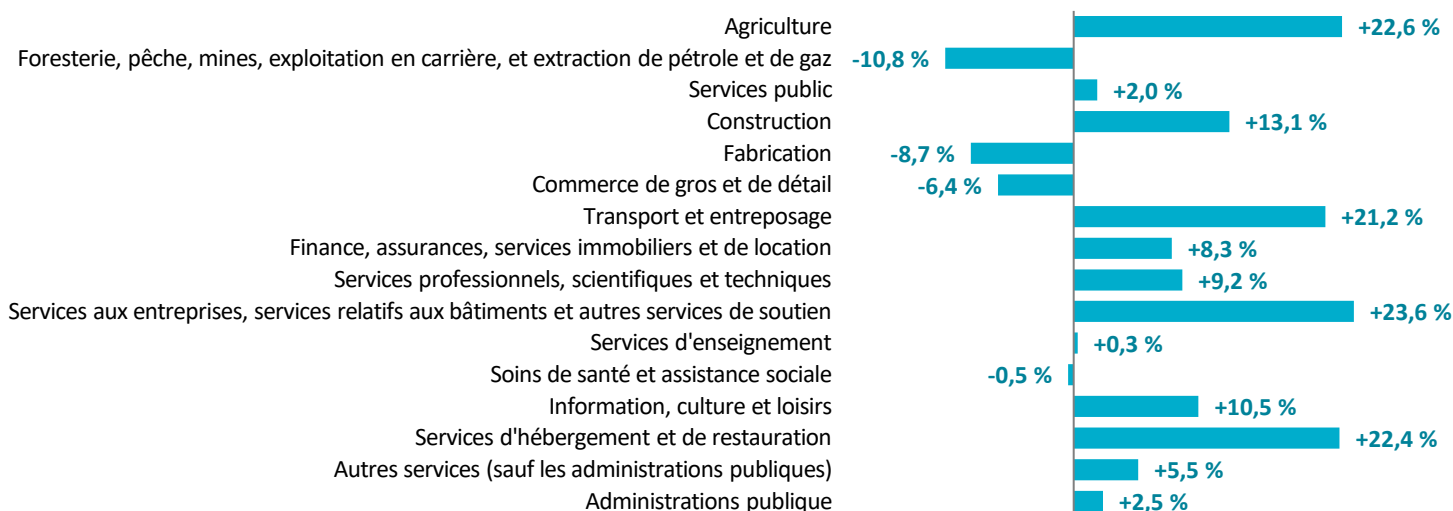 Agriculture +22,6 %
Foresterie, pêche, mines, exploitation en carrière, et extraction de pétrole et de gaz -10,8 %
Services public +2,0 %
Construction +13,1 %
Fabrication -8,7 %
Commerce de gros et de détail -6,4 %
Transport et entreposage +21,2 %
Finance, assurances, services immobiliers et de location +8,3 %
Services professionnels, scientifiques et techniques +9,2 %
Services aux entreprises, services relatifs aux bâtiments et autres services de soutien +23,6 %
Services d'enseignement +0,3 %
Soins de santé et assistance sociale -0,5 %
Information, culture et loisirs +10,5 %
Services d'hébergement et de restauration +22,4 %
Autres services (sauf les administrations publiques) +5,5 %
Administrations publique +2,5 %